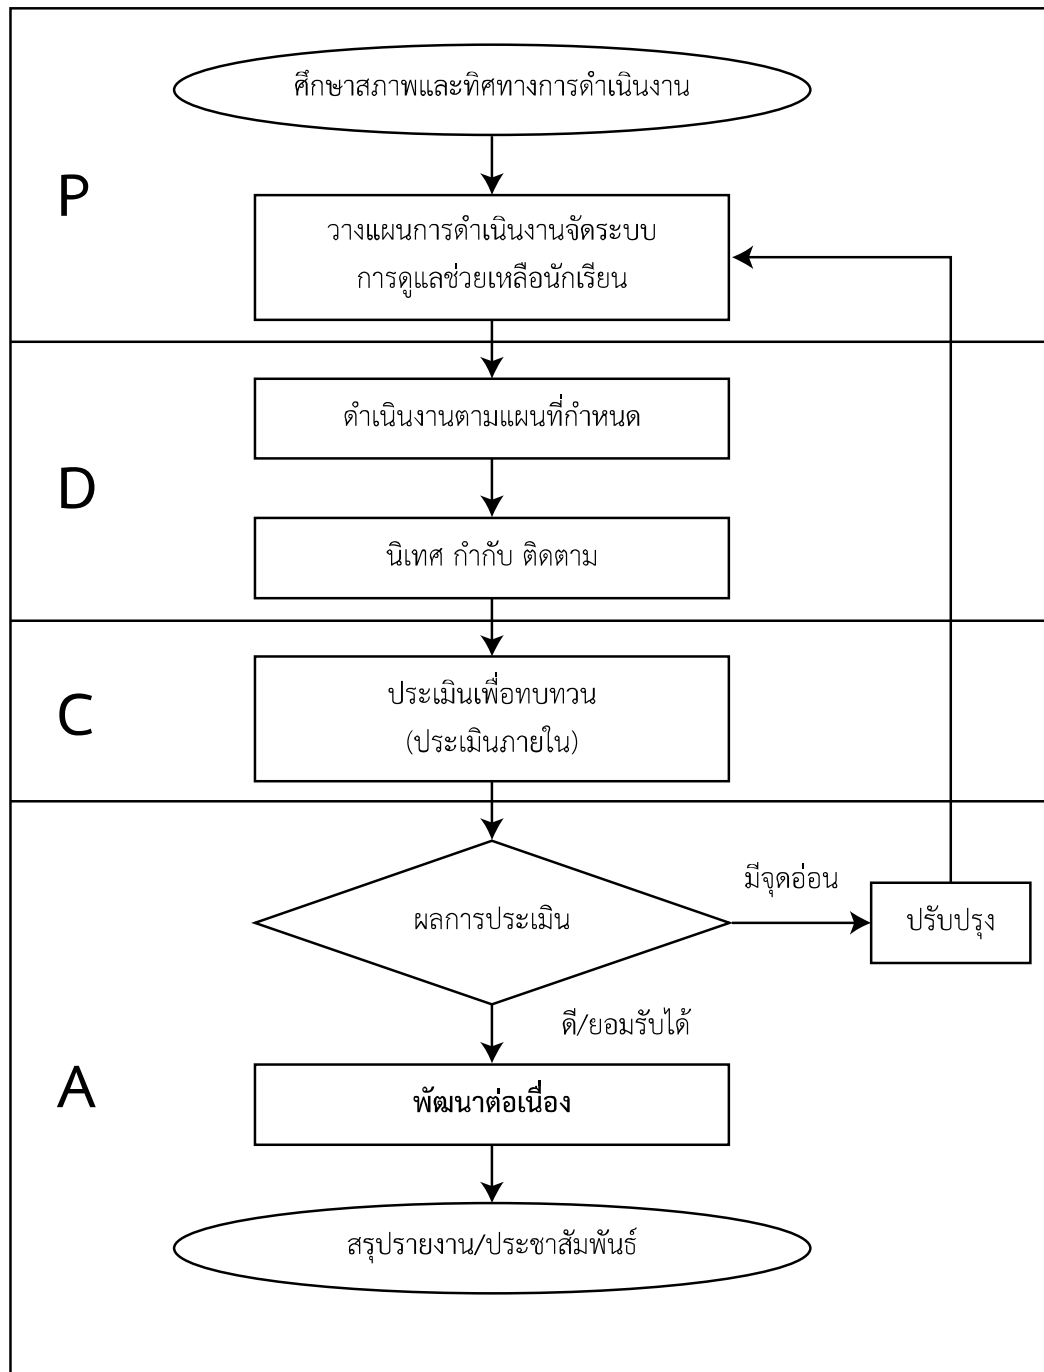 ศึกษาสภาพและทิศทางการดำเนินงาน
P
วางแผนการดำเนินงานจัดระบบ
การดูแลช่วยเหลือนักเรียน
ดำเนินงานตามแผนที่กำหนด
D
นิเทศ กำกับ ติดตาม
ประเมินเพื่อทบทวน
C
(ประเมินภายใน)
มีจุดอ่อน
ผลการประเมิน
ปรับปรุง
ดี/ยอมรับได้
A
พัฒนาต่อเนื่อง
สรุปรายงาน/ประชาสัมพันธ์